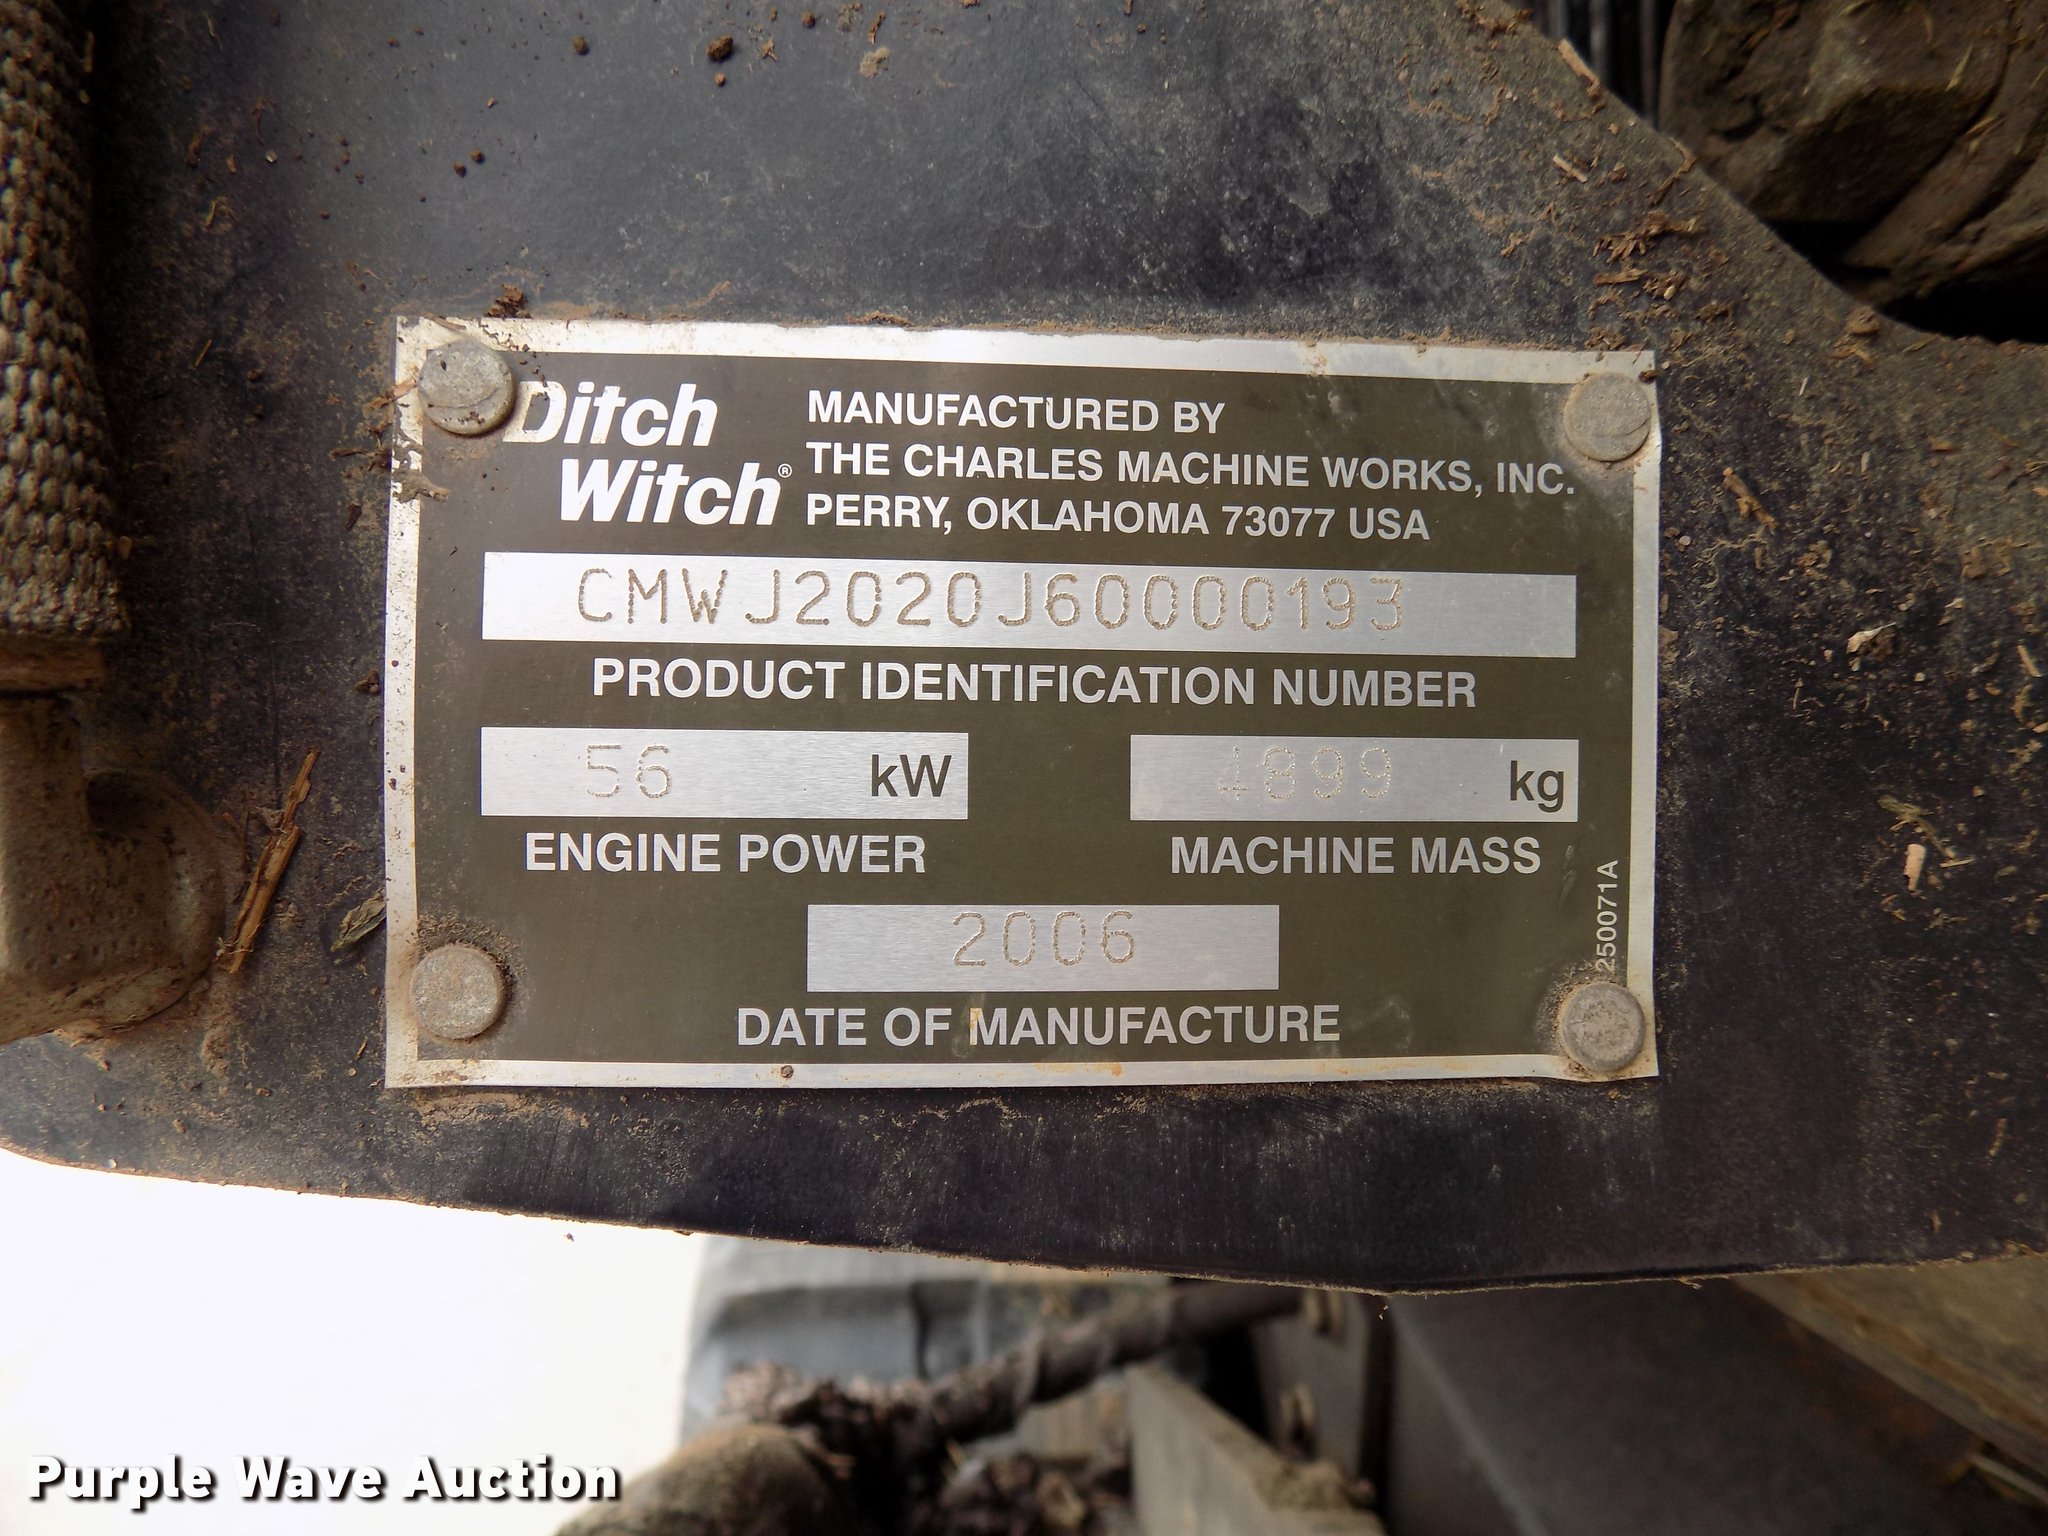 Ditch
Witch®
MANUFACTURED BY
THE CHARLES MACHINE WORKS, INC.
PERRY, OKLAHOMA 73077 USA
CMWJ2020J60000193
PRODUCT IDENTIFICATION NUMBER
56 kW
ENGINE POWER
4899 kg
MACHINE MASS
2006
DATE OF MANUFACTURE
250071A
Purple Wave Auction